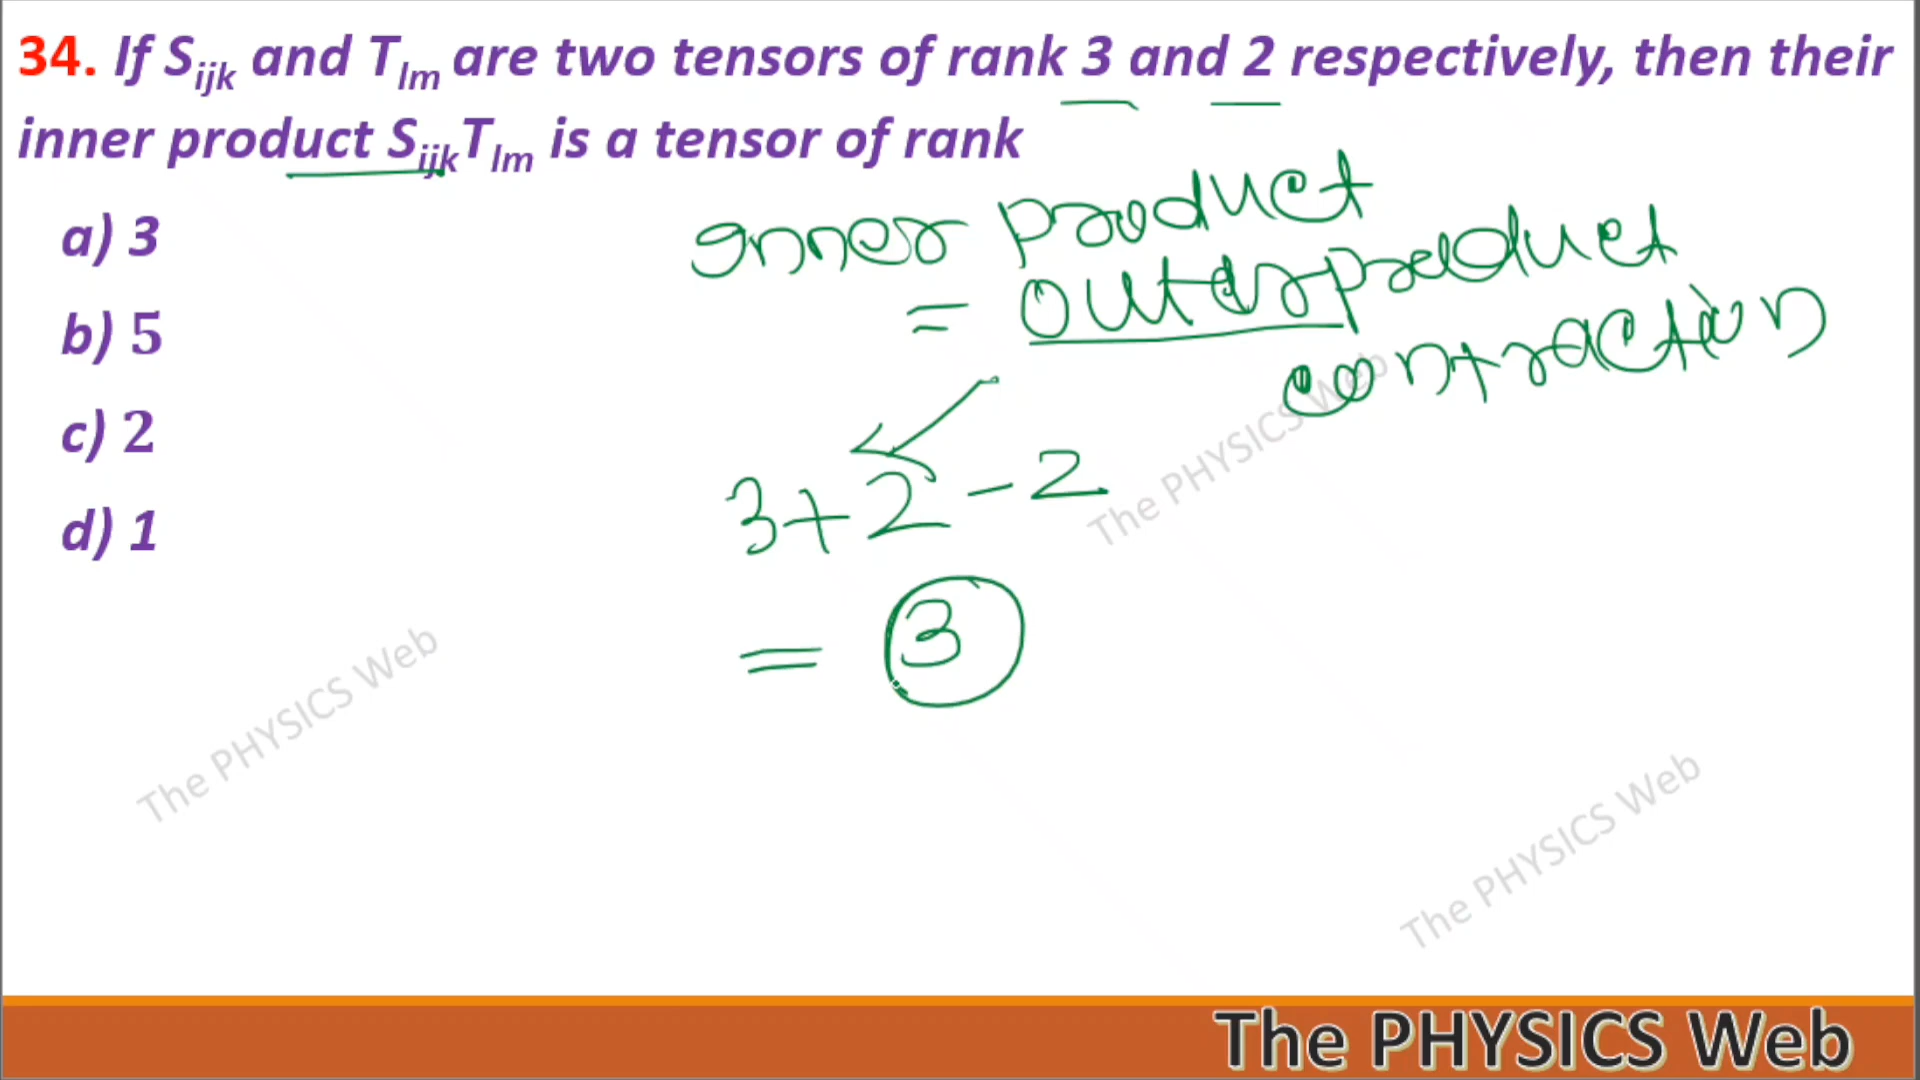 34. If Sijk and Tlm are two tensors of rank 3 and 2 respectively, then their
inner product SijkTlm is a tensor of rank
a) 3
b) 5
c) 2
d) 1
Inner product
= outer product
contraction
3+2-2
= 3
The PHYSICS Web
The PHYSICS Web
The PHYSICS Web
The PHYSICS Web